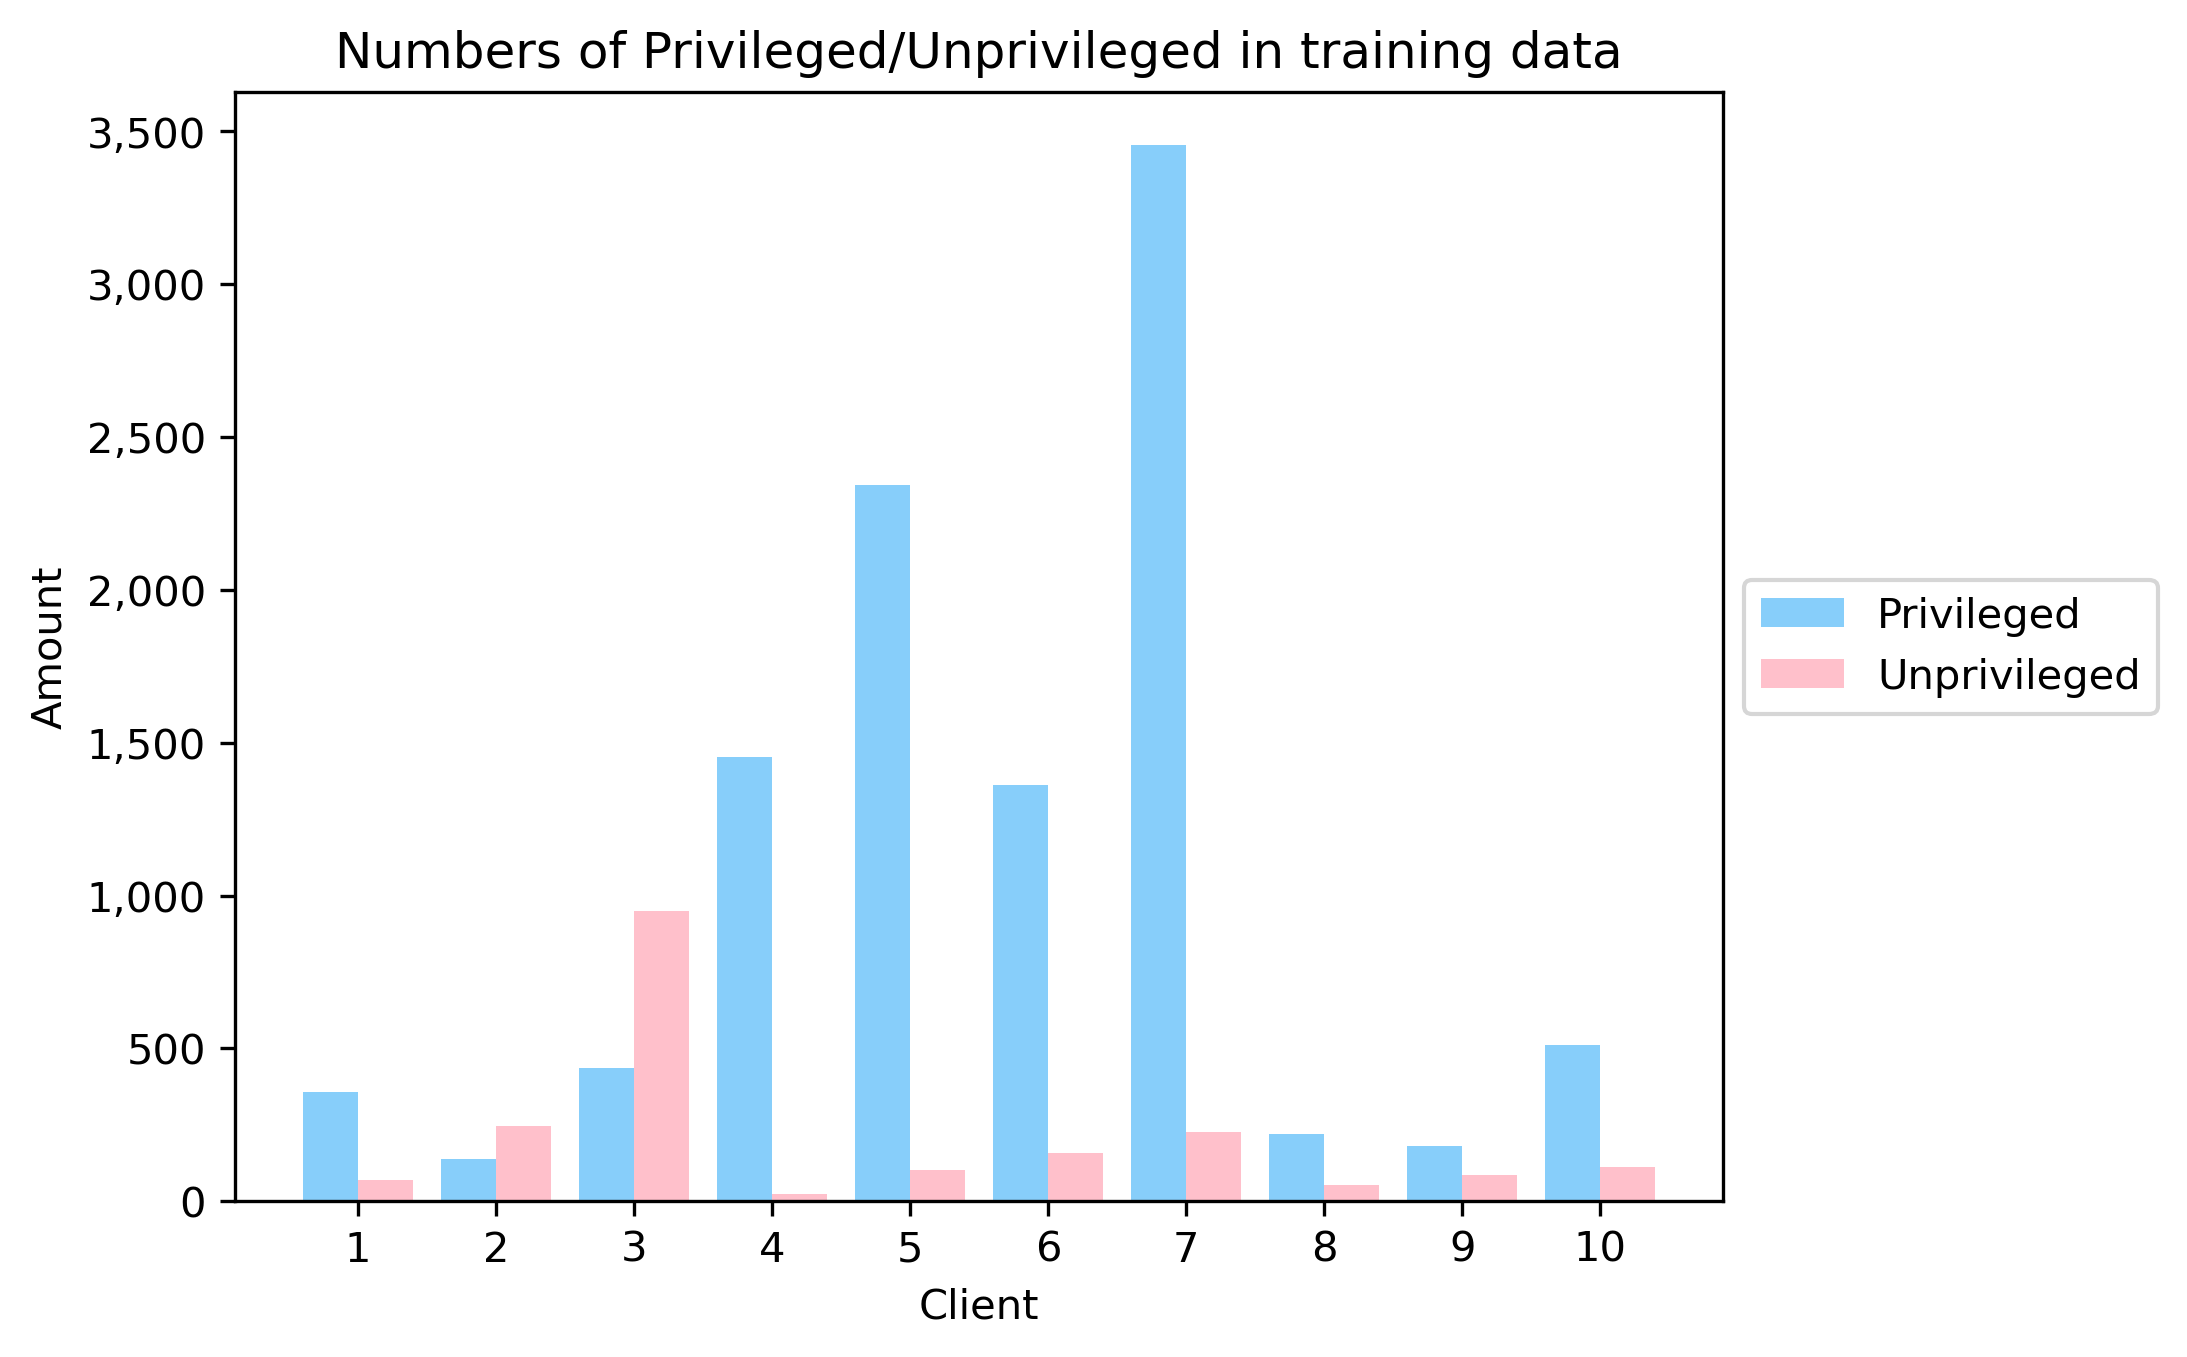 Numbers of Privileged/Unprivileged in training data
3,500
3,000
2,500
2,000
1,500
1,000
500
0
Amount
1 2 3 4 5 6 7 8 9 10
Client
Privileged
Unprivileged